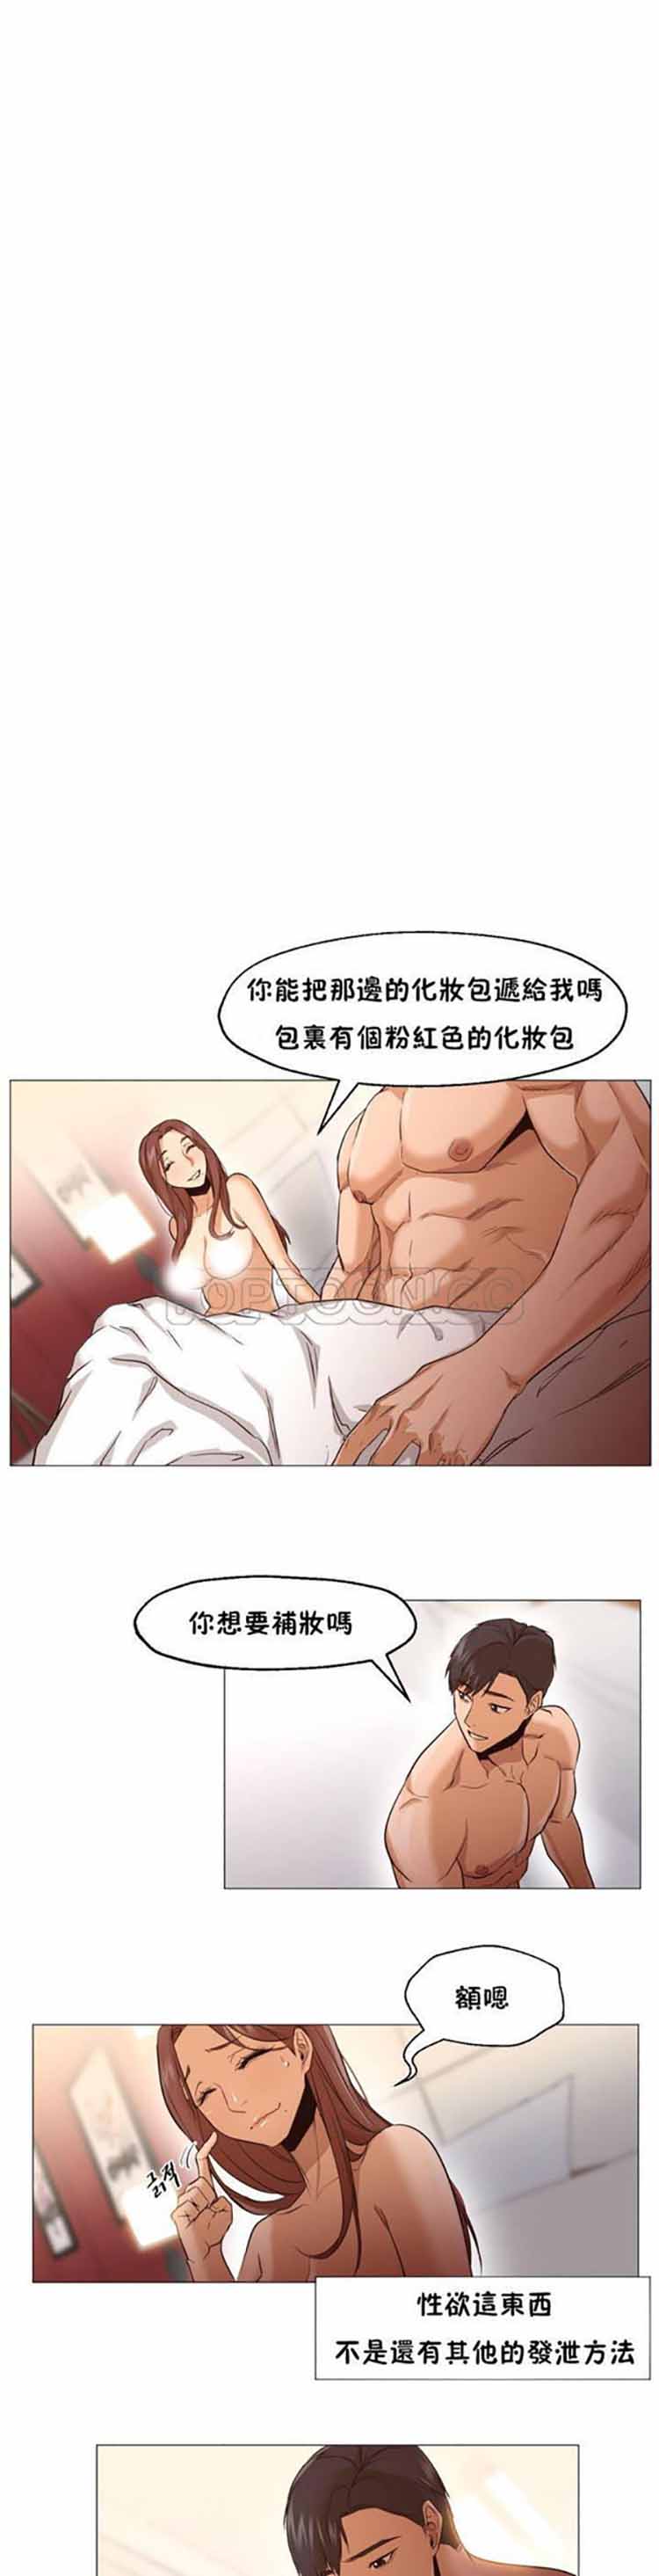 你能把那邊的化妝包遞給我嗎
包裏有個粉紅色的化妝包
TOPTOON.CC
你想要補妝嗎
額嗯
긁적
性欲這東西
不是還有其他的發泄方法